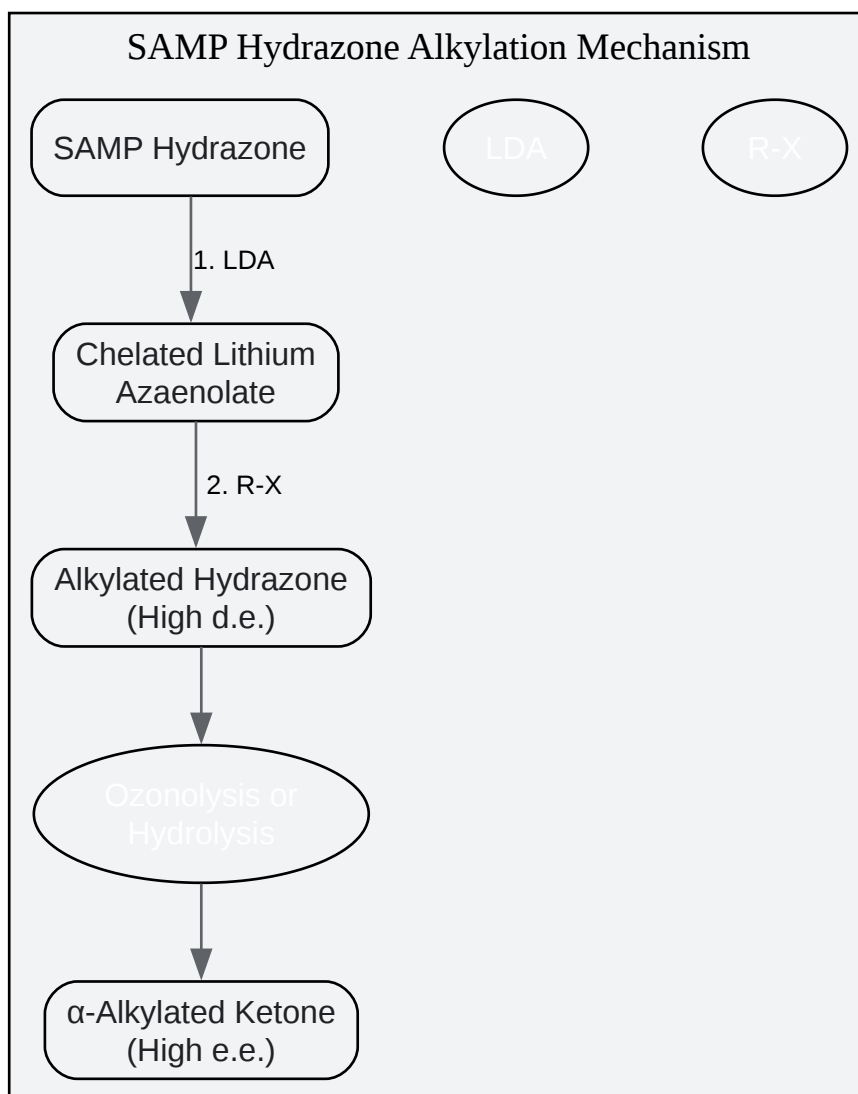 SAMP Hydrazone Alkylation Mechanism
SAMP Hydrazone
LDA
R-X
1. LDA
Chelated Lithium
Azaenolate
2. R-X
Alkylated Hydrazone
(High d.e.)
Ozonolysis or
Hydrolysis
α-Alkylated Ketone
(High e.e.)